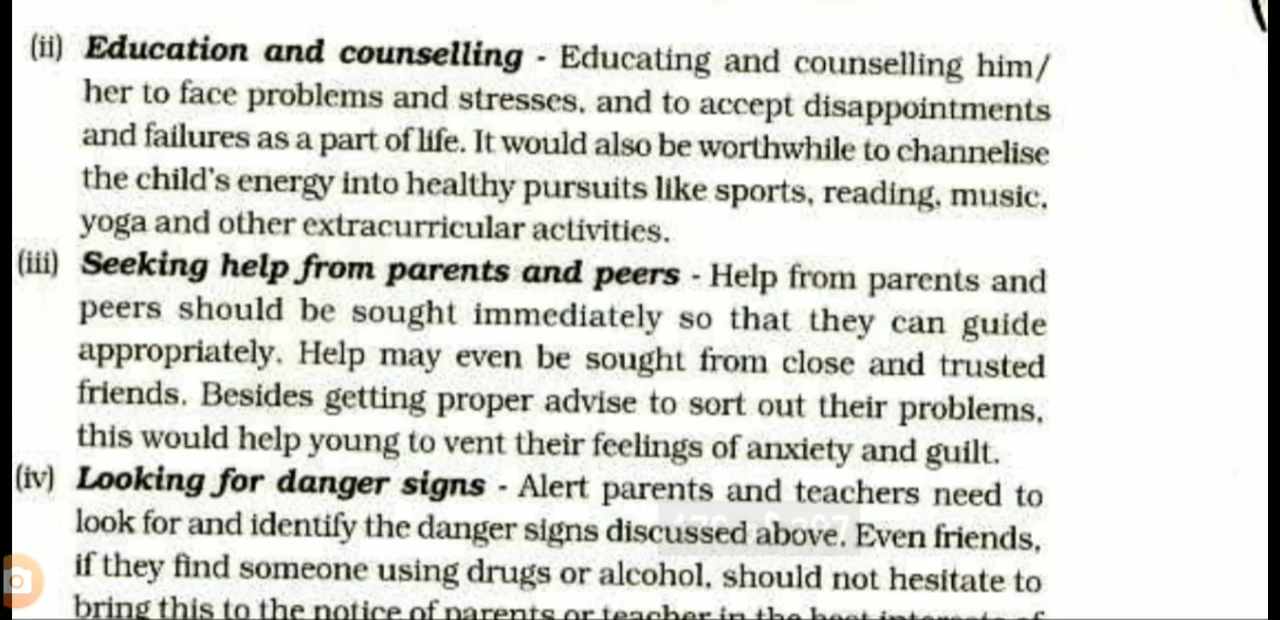 (ii) Education and counselling - Educating and counselling him/
her to face problems and stresses, and to accept disappointments
and failures as a part of life. It would also be worthwhile to channelise
the child's energy into healthy pursuits like sports, reading, music,
yoga and other extracurricular activities.
(iii) Seeking help from parents and peers - Help from parents and
peers should be sought immediately so that they can guide
appropriately. Help may even be sought from close and trusted
friends. Besides getting proper advise to sort out their problems,
this would help young to vent their feelings of anxiety and guilt.
(iv) Looking for danger signs - Alert parents and teachers need to
look for and identify the danger signs discussed above. Even friends,
if they find someone using drugs or alcohol, should not hesitate to
bring this to the notice of parents or teacher in the best interests of